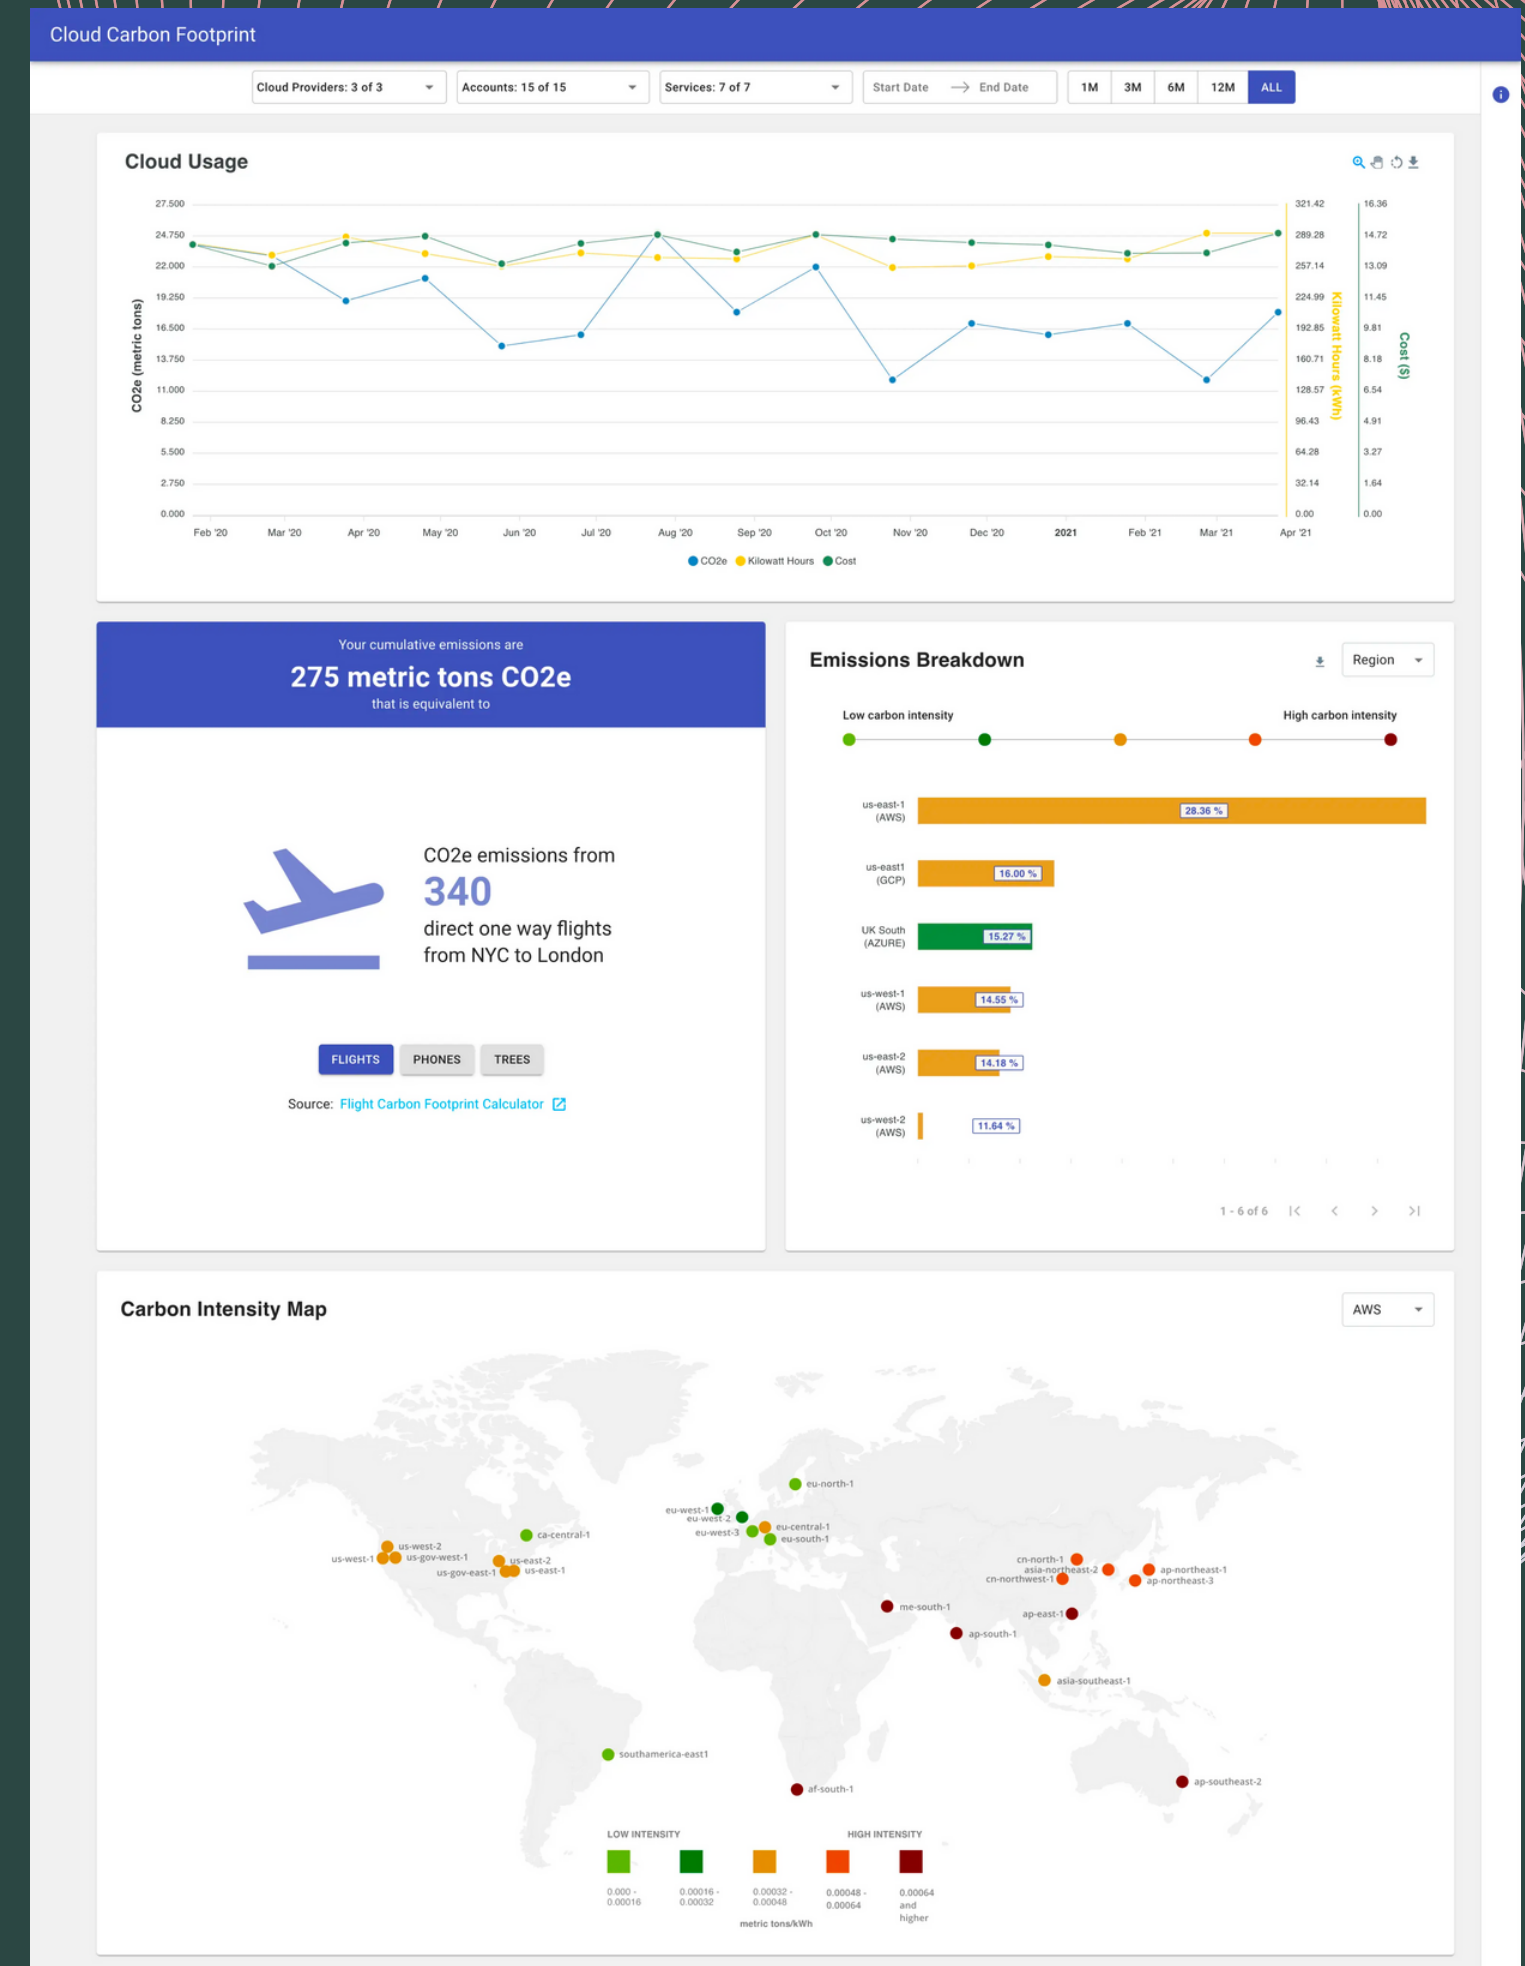 Cloud Carbon Footprint
Cloud Providers: 3 of 3
Accounts: 15 of 15
Services: 7 of 7
Start Date
End Date
1M
3M
6M
12M
ALL
Cloud Usage
27.500
24.750
22.000
19.250
16.500
13.750
11.000
8.250
5.500
2.750
0.000
CO2e (metric tons)
321.42
289.28
257.14
224.99
192.85
160.71
128.57
96.43
64.28
32.14
0.00
Kilowatt Hours (kWh)
16.36
14.72
13.09
11.45
9.81
8.18
6.54
4.91
3.27
1.64
0.00
Cost ($)
Feb '20
Mar '20
Apr '20
May '20
Jun '20
Jul '20
Aug '20
Sep '20
Oct '20
Nov '20
Dec '20
2021
Feb '21
Mar '21
Apr '21
CO2e
Kilowatt Hours
Cost
Your cumulative emissions are
275 metric tons CO2e
that is equivalent to
CO2e emissions from
340
direct one way flights
from NYC to London
FLIGHTS
PHONES
TREES
Source: Flight Carbon Footprint Calculator
Emissions Breakdown
Region
Low carbon intensity
High carbon intensity
us-east-1
(AWS)
28.36 %
us-east1
(GCP)
16.00 %
UK South
(AZURE)
15.27 %
us-west-1
(AWS)
14.55 %
us-east-2
(AWS)
14.18 %
us-west-2
(AWS)
11.64 %
1 - 6 of 6
Carbon Intensity Map
AWS
eu-north-1
eu-west-1
eu-west-2
eu-west-3
eu-central-1
eu-south-1
ca-central-1
us-west-2
us-west-1
us-gov-west-1
us-east-2
us-gov-east-1
us-east-1
cn-north-1
asia-northeast-2
cn-northwest-1
ap-northeast-1
ap-northeast-3
me-south-1
ap-east-1
ap-south-1
asia-southeast-1
southamerica-east1
af-south-1
ap-southeast-2
LOW INTENSITY
HIGH INTENSITY
0.000 -
0.00016
0.00016 -
0.00032
0.00032 -
0.00048
0.00048 -
0.00064
0.00064
and
higher
metric tons/kWh